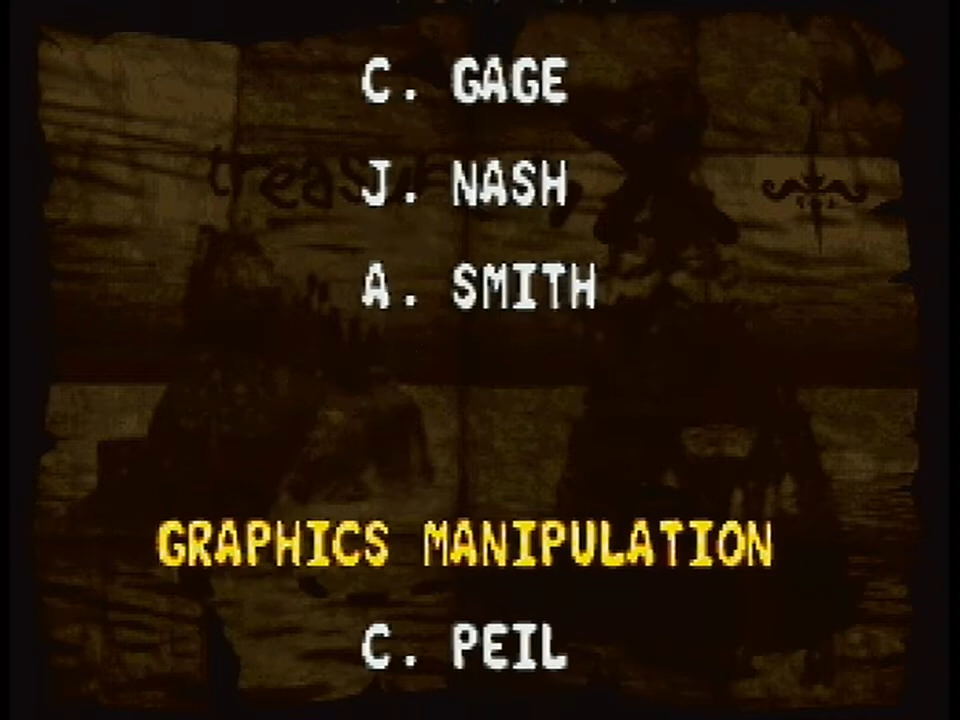 C. GAGE
N
J. NASH
A. SMITH
GRAPHICS MANIPULATION
C. PEIL